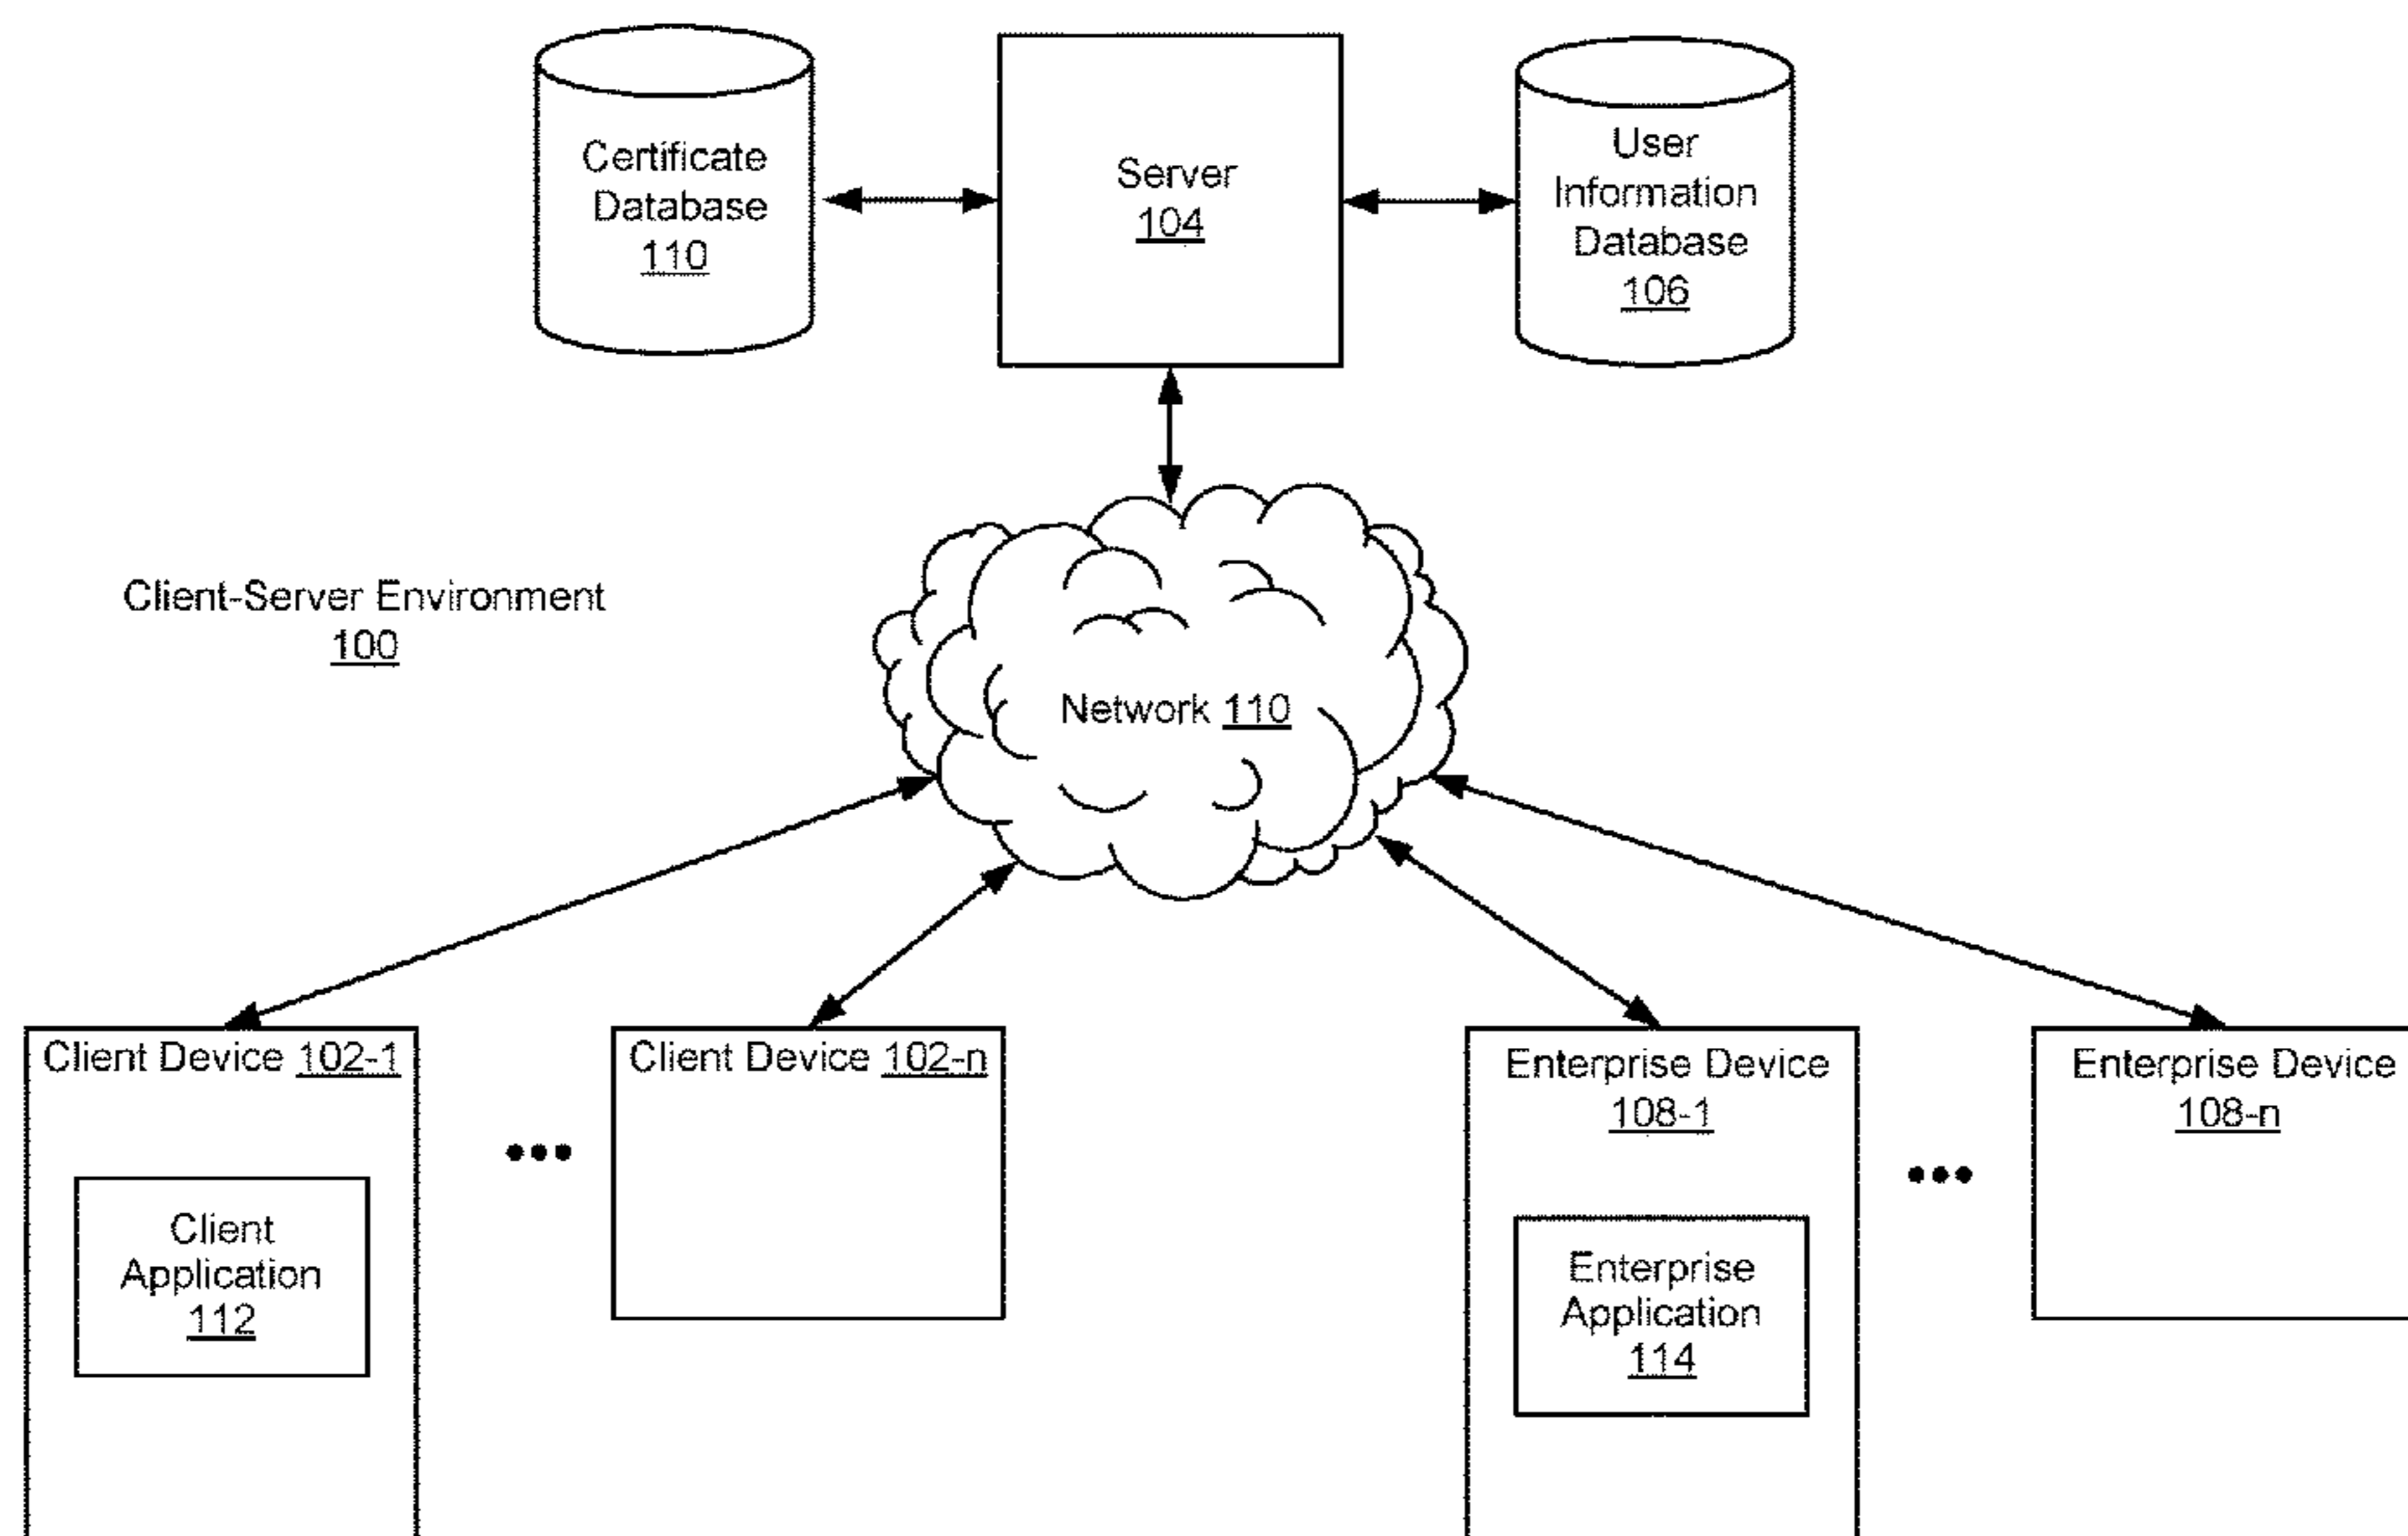 Certificate
Database
110
Server
104
User
Information
Database
106
Client-Server Environment
100
Network 110
Client Device 102-1
Client Device 102-n
Enterprise Device
108-1
Enterprise Device
108-n
Client
Application
112
Enterprise
Application
114